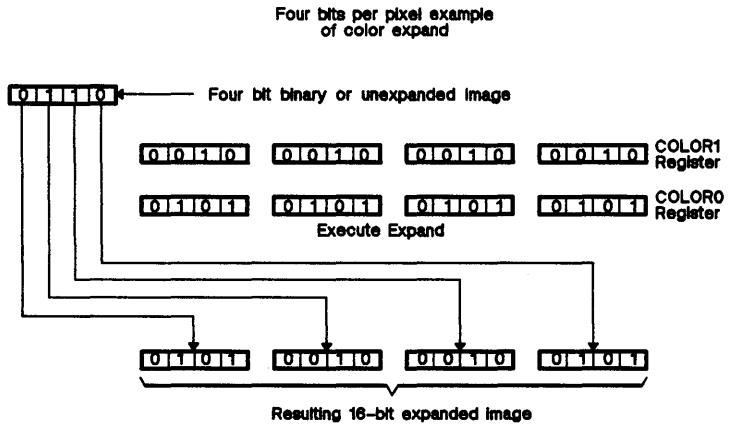 Four bits per pixel example
of color expand
0 1 1 0
Four bit binary or unexpanded image
0 0 1 0 0 0 1 0 0 0 1 0 0 0 1 0 COLOR1
Register
0 1 0 1 0 1 0 1 0 1 0 1 0 1 0 1 COLOR0
Register
Execute Expand
0 1 0 1 0 0 1 0 0 0 1 0 0 1 0 1
Resulting 16-bit expanded image